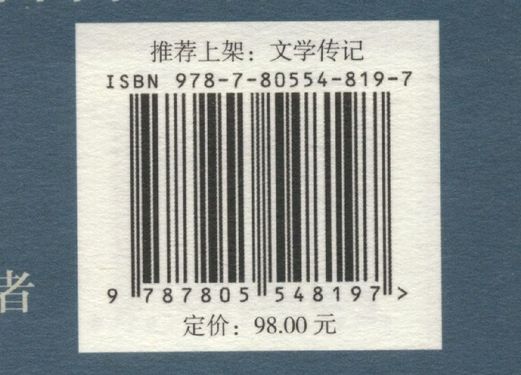 推荐上架：文学传记
ISBN 978-7-80554-819-7
9 787805 548197 >
定价：98.00 元
者